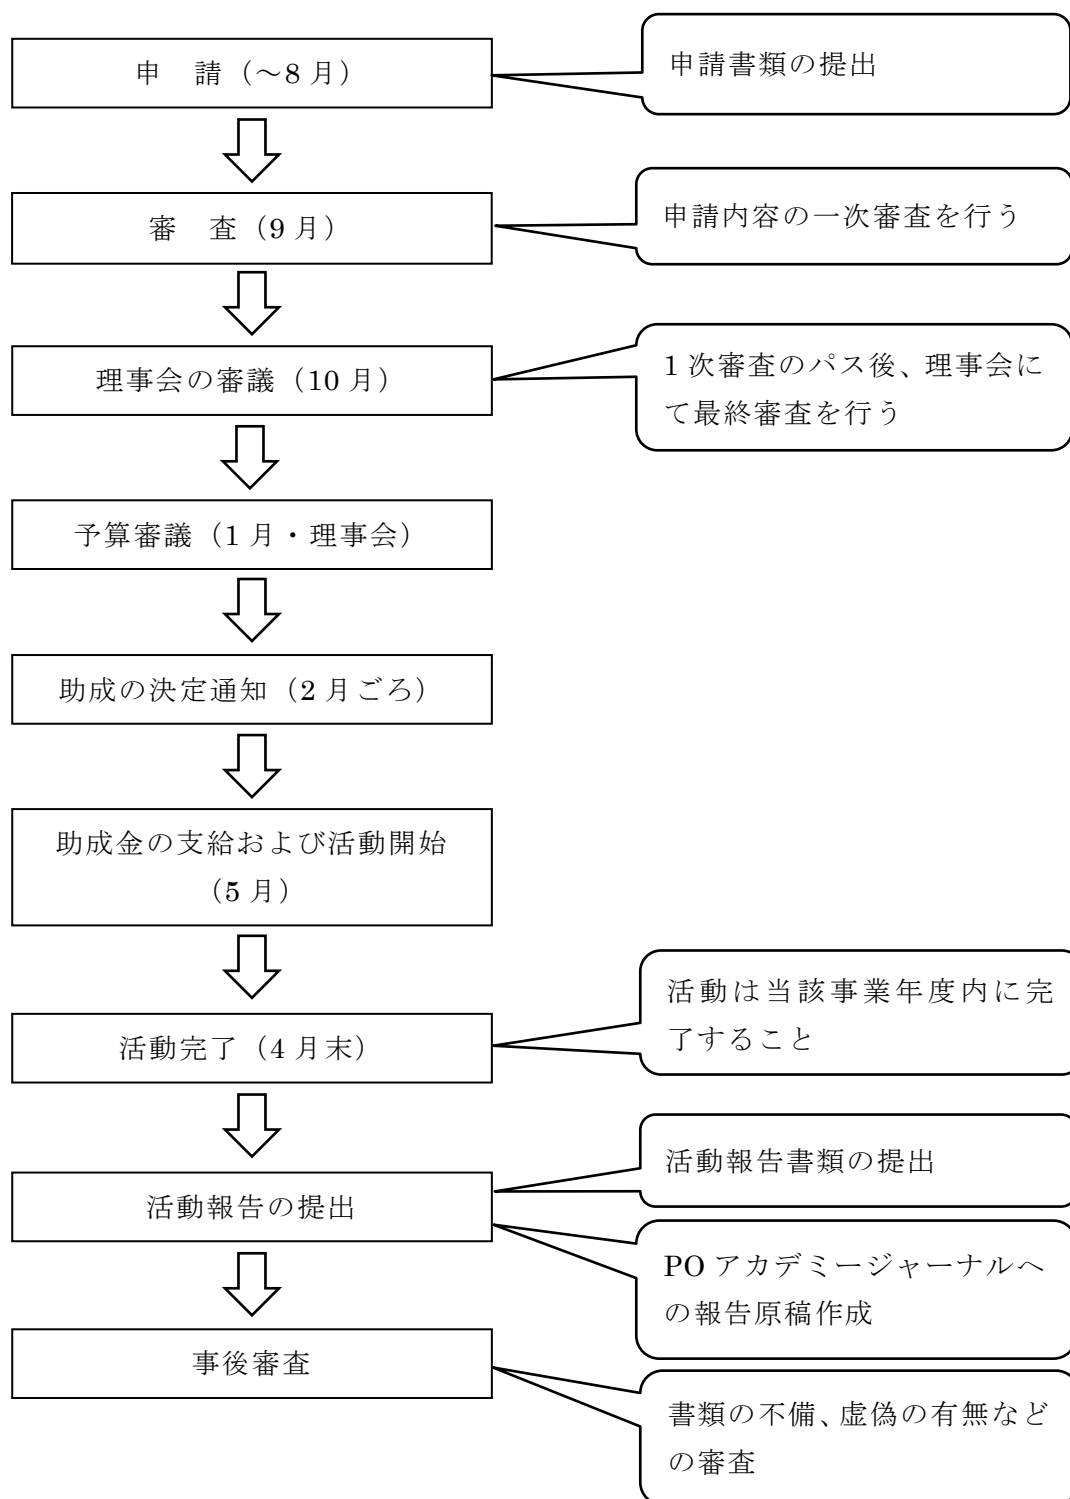 申　請（～8月）
申請書類の提出
審　査（9月）
申請内容の一次審査を行う
理事会の審議（10月）
1次審査のパス後、理事会に
て最終審査を行う
予算審議（1月・理事会）
助成の決定通知（2月ごろ）
助成金の支給および活動開始
（5月）
活動完了（4月末）
活動は当該事業年度内に完
了すること
活動報告の提出
活動報告書類の提出
POアカデミージャーナルへ
の報告原稿作成
事後審査
書類の不備、虚偽の有無など
の審査